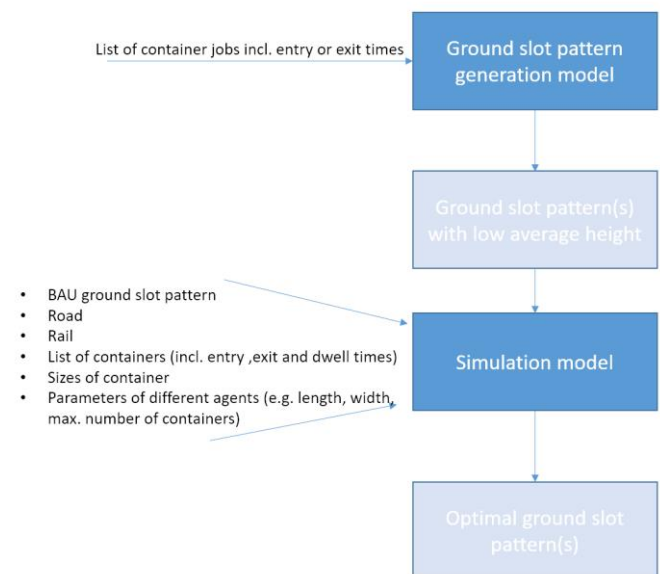 List of container jobs incl. entry or exit times
Ground slot pattern
generation model
Ground slot pattern(s)
with low average height
• BAU ground slot pattern
• Road
• Rail
• List of containers (incl. entry ,exit and dwell times)
• Sizes of container
• Parameters of different agents (e.g. length, width,
max. number of containers)
Simulation model
Optimal ground slot
pattern(s)